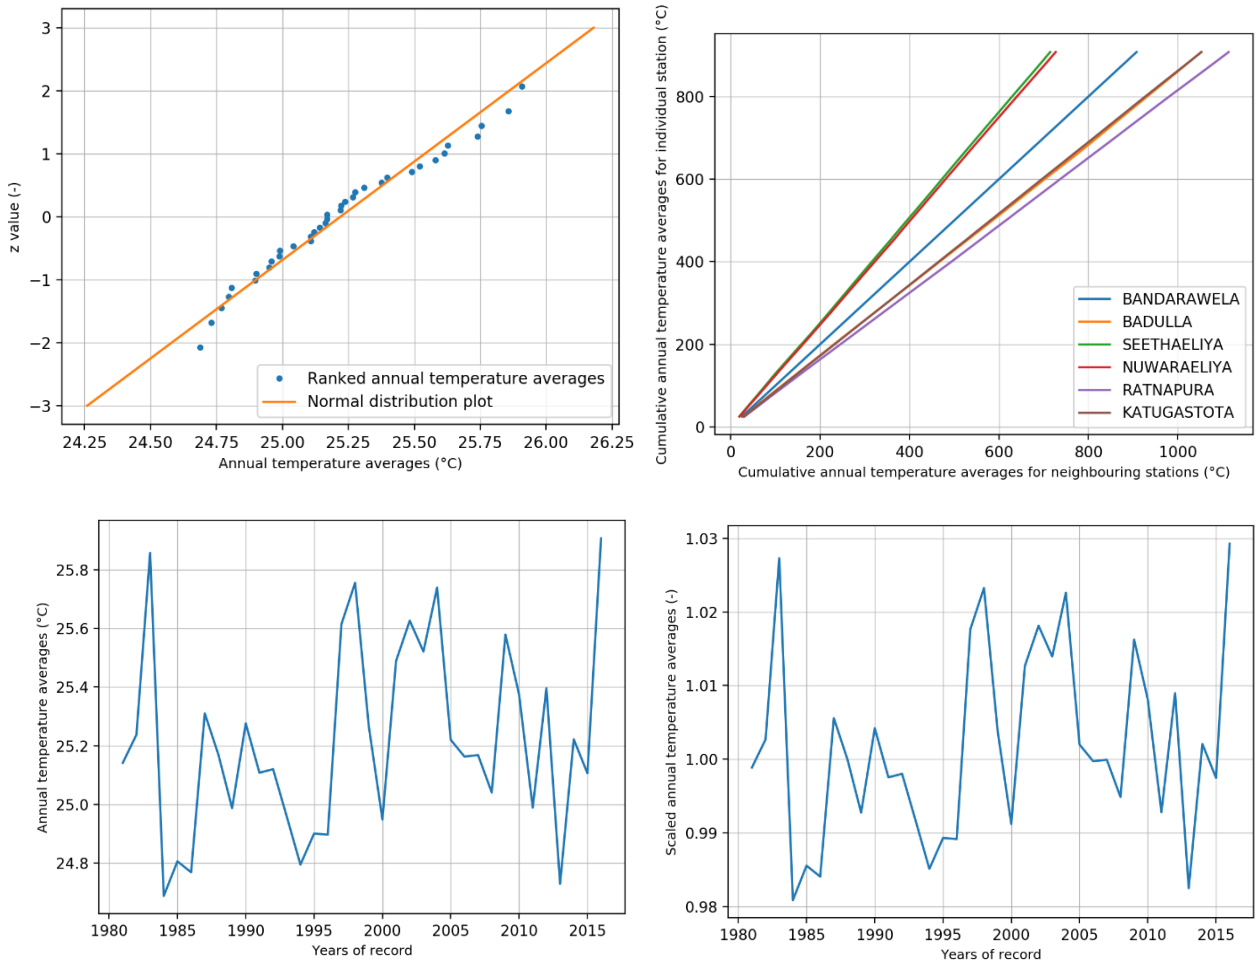 3
2
1
0
−1
−2
−3
z value (-)
24.25 24.50 24.75 25.00 25.25 25.50 25.75 26.00 26.25
Annual temperature averages (°C)
Ranked annual temperature averages
Normal distribution plot
800
600
400
200
0
Cumulative annual temperature averages for individual station (°C)
0 200 400 600 800 1000
Cumulative annual temperature averages for neighbouring stations (°C)
BANDARAWELA
BADULLA
SEETHAELIYA
NUWARAELIYA
RATNAPURA
KATUGASTOTA
25.8
25.6
25.4
25.2
25.0
24.8
Annual temperature averages (°C)
1980 1985 1990 1995 2000 2005 2010 2015
Years of record
1.03
1.02
1.01
1.00
0.99
0.98
Scaled annual temperature averages (-)
1980 1985 1990 1995 2000 2005 2010 2015
Years of record